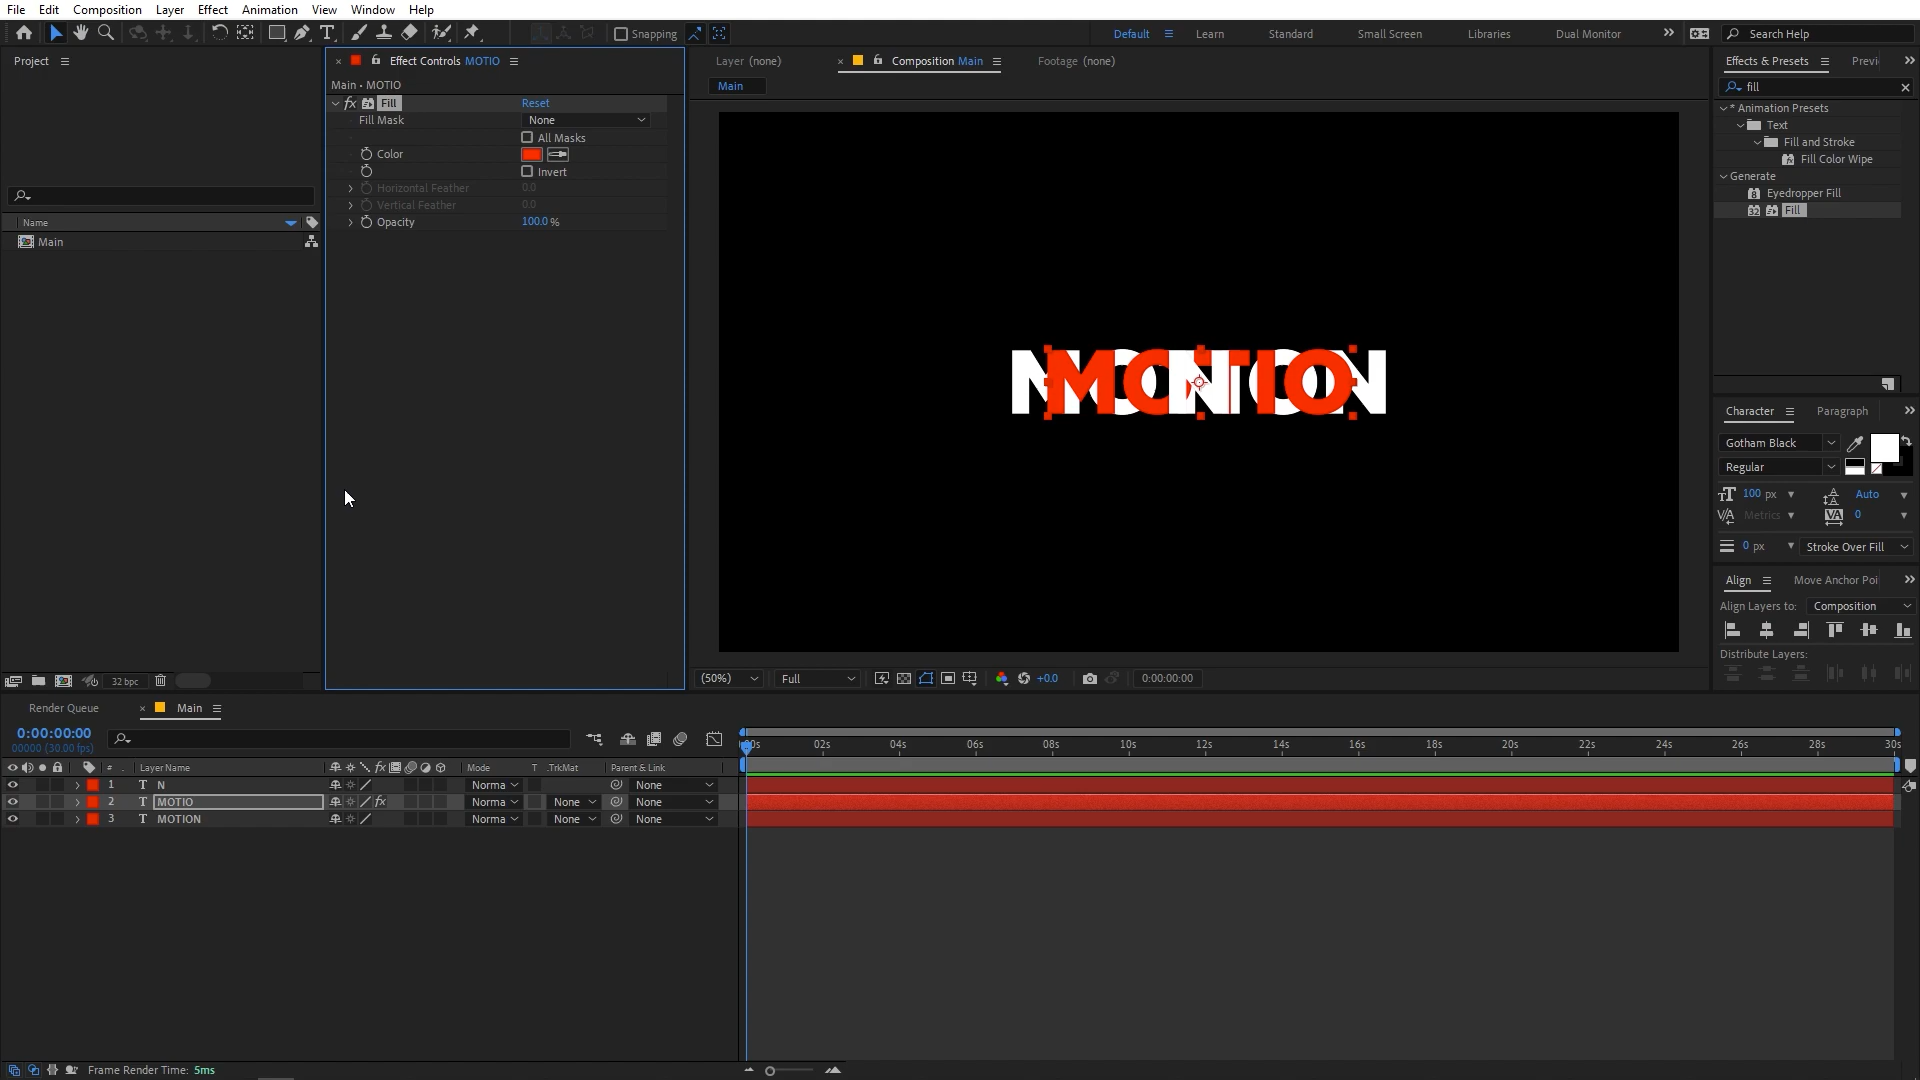 File Edit Composition Layer Effect Animation View Window Help
Snapping
Default Learn Standard Small Screen Libraries Dual Monitor Search Help
Project
Name
Main
32 bpc
Effect Controls MOTIO
Main • MOTIO
fx Fill Reset
Fill Mask None
All Masks
Color
Invert
Horizontal Feather 0.0
Vertical Feather 0.0
Opacity 100.0 %
Layer (none) Composition Main Footage (none)
Main
MOTION
MOTIO
N
(50%) Full +0.0 0:00:00:00
Effects & Presets Previ
fill
* Animation Presets
Text
Fill and Stroke
Fill Color Wipe
Generate
Eyedropper Fill
32 Fill
Character Paragraph
Gotham Black
Regular
100 px Auto
Metrics 0
0 px Stroke Over Fill
Align Move Anchor Poi
Align Layers to: Composition
Distribute Layers:
Render Queue Main
0:00:00:00
00000 (30.00 fps)
00s 02s 04s 06s 08s 10s 12s 14s 16s 18s 20s 22s 24s 26s 28s 30s
# Layer Name fx Mode T .TrkMat Parent & Link
1 T N Norma None
2 T MOTIO fx Norma None None
3 T MOTION Norma None None
Frame Render Time: 5ms